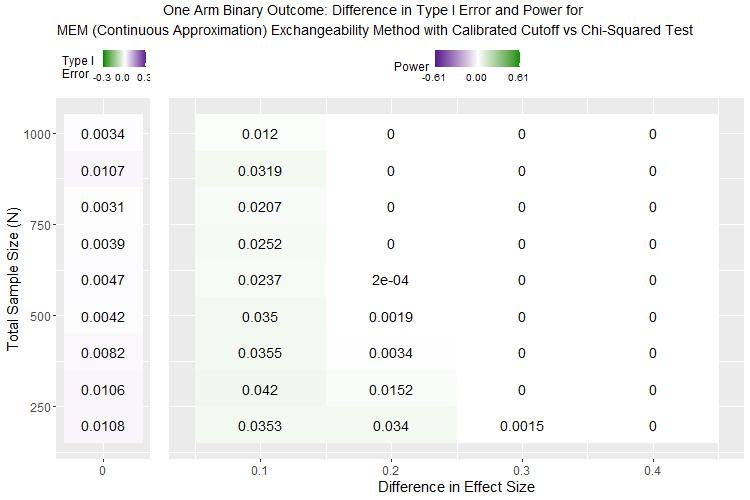 One Arm Binary Outcome: Difference in Type I Error and Power for
MEM (Continuous Approximation) Exchangeability Method with Calibrated Cutoff vs Chi-Squared Test
Type I
Error
-0.3 0.0 0.3
Power
-0.61 0.00 0.61
Total Sample Size (N)
1000
750
500
250
0.0034 0.012 0 0 0
0.0107 0.0319 0 0 0
0.0031 0.0207 0 0 0
0.0039 0.0252 0 0 0
0.0047 0.0237 2e-04 0 0
0.0042 0.035 0.0019 0 0
0.0082 0.0355 0.0034 0 0
0.0106 0.042 0.0152 0 0
0.0108 0.0353 0.034 0.0015 0
0 0.1 0.2 0.3 0.4
Difference in Effect Size